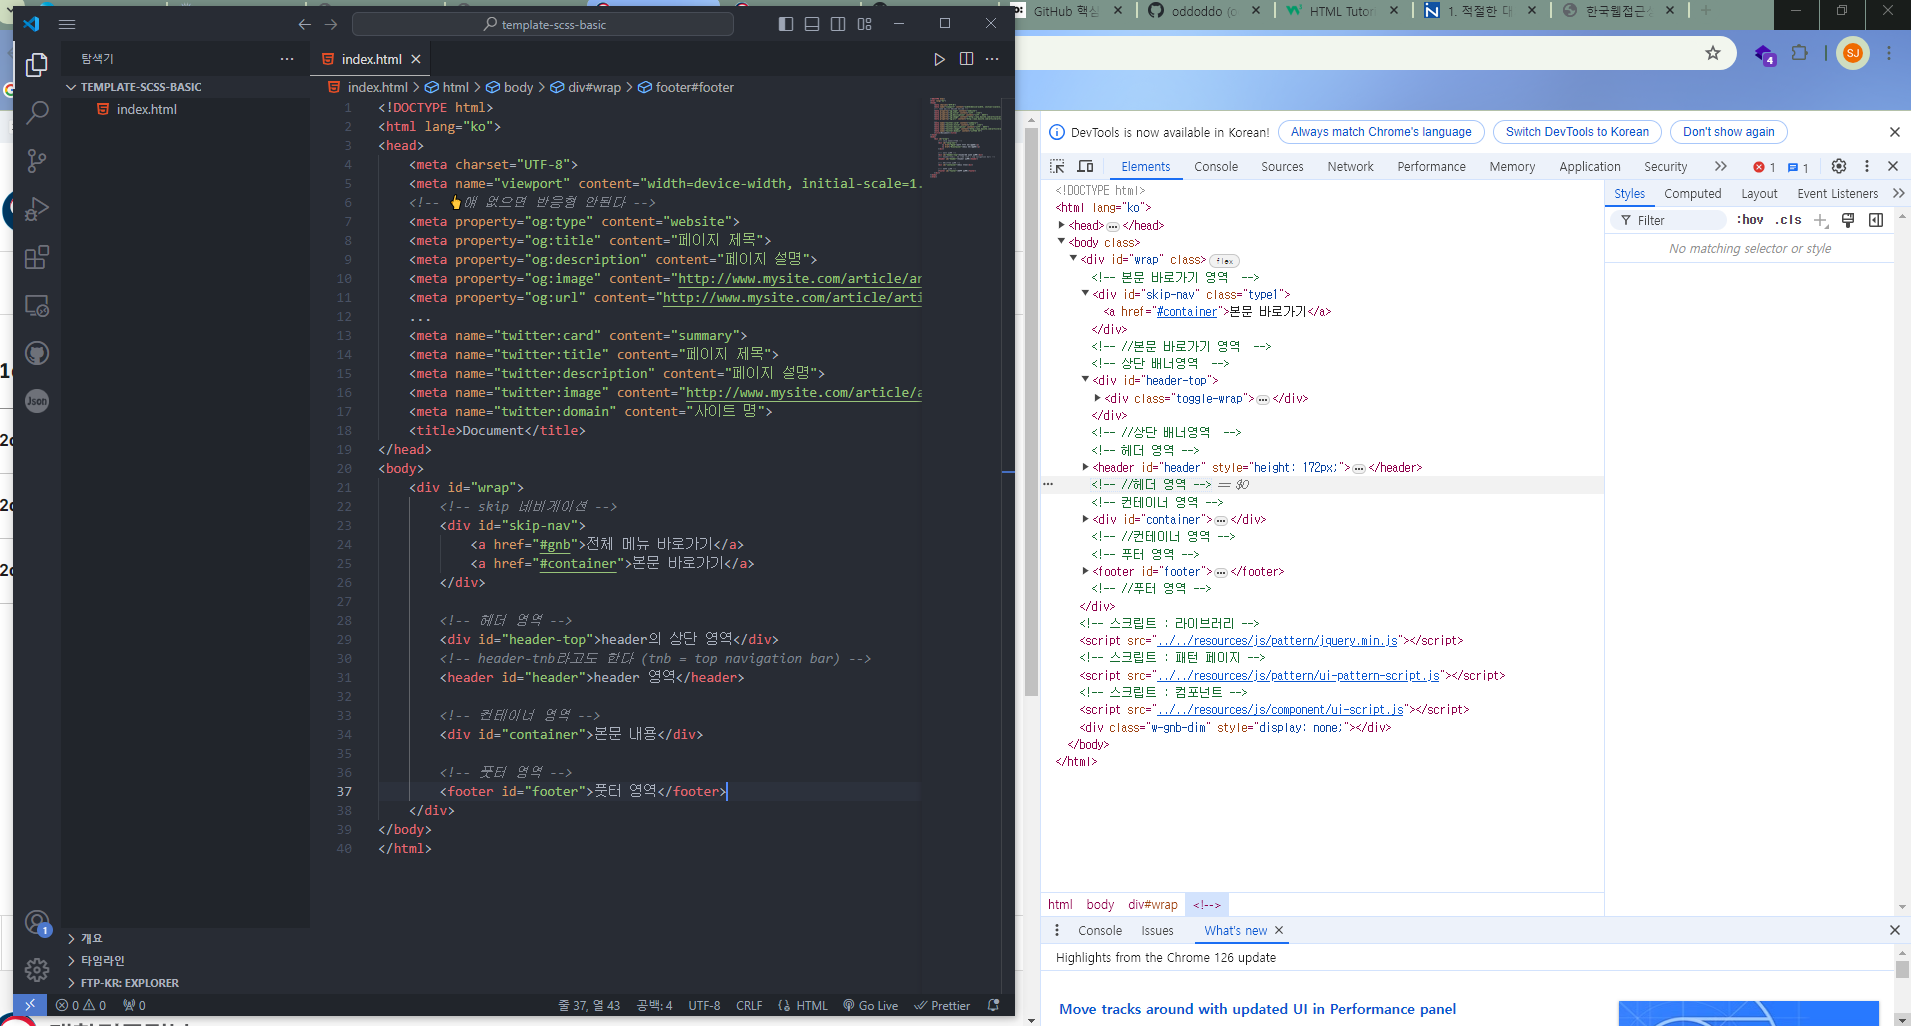 template-scss-basic
GitHub 핵심
oddoddo (o
HTML Tutor
1. 적절한 대
한국웹접근성
탐색기
index.html
TEMPLATE-SCSS-BASIC
index.html
index.html > html > body > div#wrap > footer#footer
1 <!DOCTYPE html>
2 <html lang="ko">
3 <head>
4 <meta charset="UTF-8">
5 <meta name="viewport" content="width=device-width, initial-scale=1.
6 <!-- 👆얘 없으면 반응형 안된다 -->
7 <meta property="og:type" content="website">
8 <meta property="og:title" content="페이지 제목">
9 <meta property="og:description" content="페이지 설명">
10 <meta property="og:image" content="http://www.mysite.com/article/ar
11 <meta property="og:url" content="http://www.mysite.com/article/arti
12 ...
13 <meta name="twitter:card" content="summary">
14 <meta name="twitter:title" content="페이지 제목">
15 <meta name="twitter:description" content="페이지 설명">
16 <meta name="twitter:image" content="http://www.mysite.com/article/a
17 <meta name="twitter:domain" content="사이트 명">
18 <title>Document</title>
19 </head>
20 <body>
21 <div id="wrap">
22 <!-- skip 네비게이션 -->
23 <div id="skip-nav">
24 <a href="#gnb">전체 메뉴 바로가기</a>
25 <a href="#container">본문 바로가기</a>
26 </div>
27
28 <!-- 헤더 영역 -->
29 <div id="header-top">header의 상단 영역</div>
30 <!-- header-tnb라고도 한다 (tnb = top navigation bar) -->
31 <header id="header">header 영역</header>
32
33 <!-- 컨테이너 영역 -->
34 <div id="container">본문 내용</div>
35
36 <!-- 풋터 영역 -->
37 <footer id="footer">풋터 영역</footer>
38 </div>
39 </body>
40 </html>
Json
1
개요
타임라인
FTP-KR: EXPLORER
0 0 0
줄 37, 열 43 공백: 4 UTF-8 CRLF HTML Go Live Prettier
SJ
4
DevTools is now available in Korean! Always match Chrome's language Switch DevTools to Korean Don't show again
Elements Console Sources Network Performance Memory Application Security 1 1
<!DOCTYPE html>
<html lang="ko">
<head> … </head>
<body class>
<div id="wrap" class> flex
<!-- 본문 바로가기 영역 -->
<div id="skip-nav" class="type1">
<a href="#container">본문 바로가기</a>
</div>
<!-- //본문 바로가기 영역 -->
<!-- 상단 배너영역 -->
<div id="header-top">
<div class="toggle-wrap"> … </div>
</div>
<!-- //상단 배너영역 -->
<!-- 헤더 영역 -->
<header id="header" style="height: 172px;"> … </header>
<!-- //헤더 영역 --> == $0
<!-- 컨테이너 영역 -->
<div id="container"> … </div>
<!-- //컨테이너 영역 -->
<!-- 푸터 영역 -->
<footer id="footer"> … </footer>
<!-- //푸터 영역 -->
</div>
<!-- 스크립트 : 라이브러리 -->
<script src="../../resources/js/pattern/jquery.min.js"></script>
<!-- 스크립트 : 패턴 페이지 -->
<script src="../../resources/js/pattern/ui-pattern-script.js"></script>
<!-- 스크립트 : 컴포넌트 -->
<script src="../../resources/js/component/ui-script.js"></script>
<div class="w-gnb-dim" style="display: none;"></div>
</body>
</html>
html body div#wrap <!-->
Styles Computed Layout Event Listeners
Filter :hov .cls
No matching selector or style
Console Issues What's new
Highlights from the Chrome 126 update
Move tracks around with updated UI in Performance panel